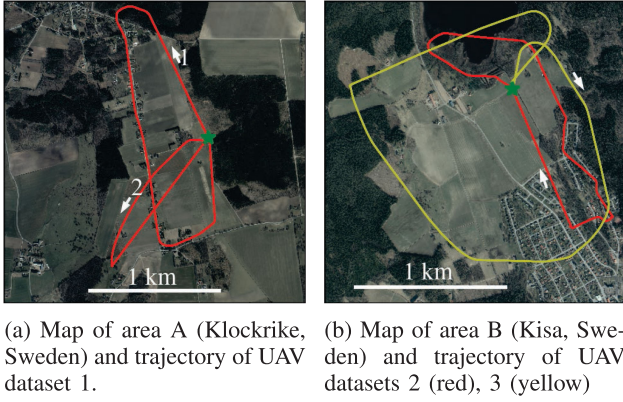 1
2
1 km
1 km
(a) Map of area A (Klockrike,
Sweden) and trajectory of UAV
dataset 1.
(b) Map of area B (Kisa, Swe-
den) and trajectory of UAV
datasets 2 (red), 3 (yellow)